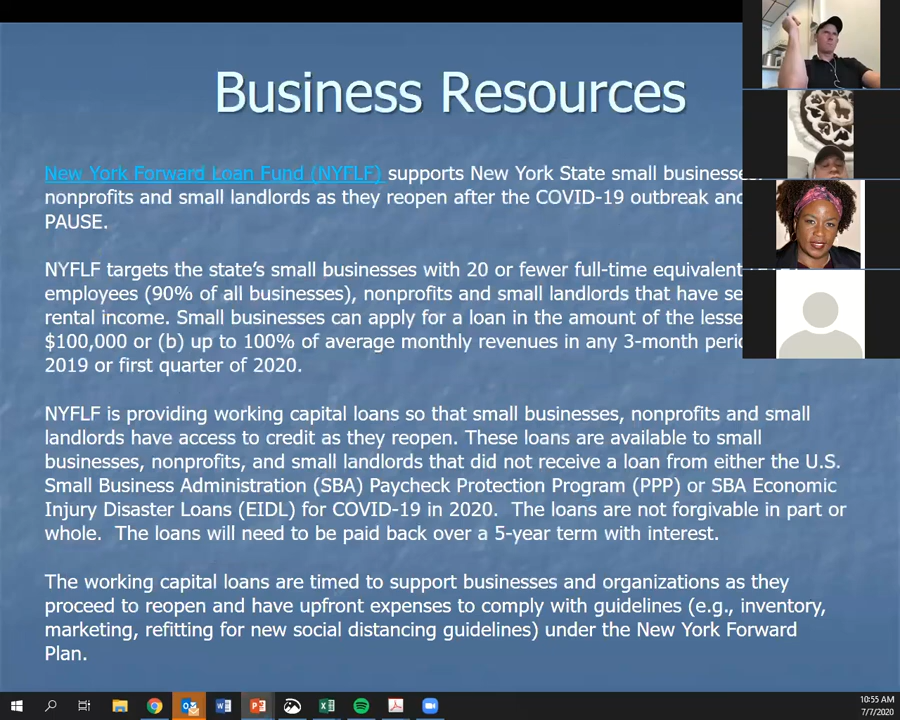 Business Resources
New York Forward Loan Fund (NYFLF) supports New York State small businesses,
nonprofits and small landlords as they reopen after the COVID-19 outbreak and
PAUSE.
NYFLF targets the state's small businesses with 20 or fewer full-time equivalent
employees (90% of all businesses), nonprofits and small landlords that have
rental income. Small businesses can apply for a loan in the amount of the
$100,000 or (b) up to 100% of average monthly revenues in any 3-month
2019 or first quarter of 2020.
NYFLF is providing working capital loans so that small businesses, nonprofits and small
landlords have access to credit as they reopen. These loans are available to small
businesses, nonprofits, and small landlords that did not receive a loan from either the U.S.
Small Business Administration (SBA) Paycheck Protection Program (PPP) or SBA Economic
Injury Disaster Loans (EIDL) for COVID-19 in 2020. The loans are not forgivable in part or
whole. The loans will need to be paid back over a 5-year term with interest.
The working capital loans are timed to support businesses and organizations as they
proceed to reopen and have upfront expenses to comply with guidelines (e.g., inventory,
marketing, refitting for new social distancing guidelines) under the New York Forward
Plan.
10:55 AM
7/7/2020